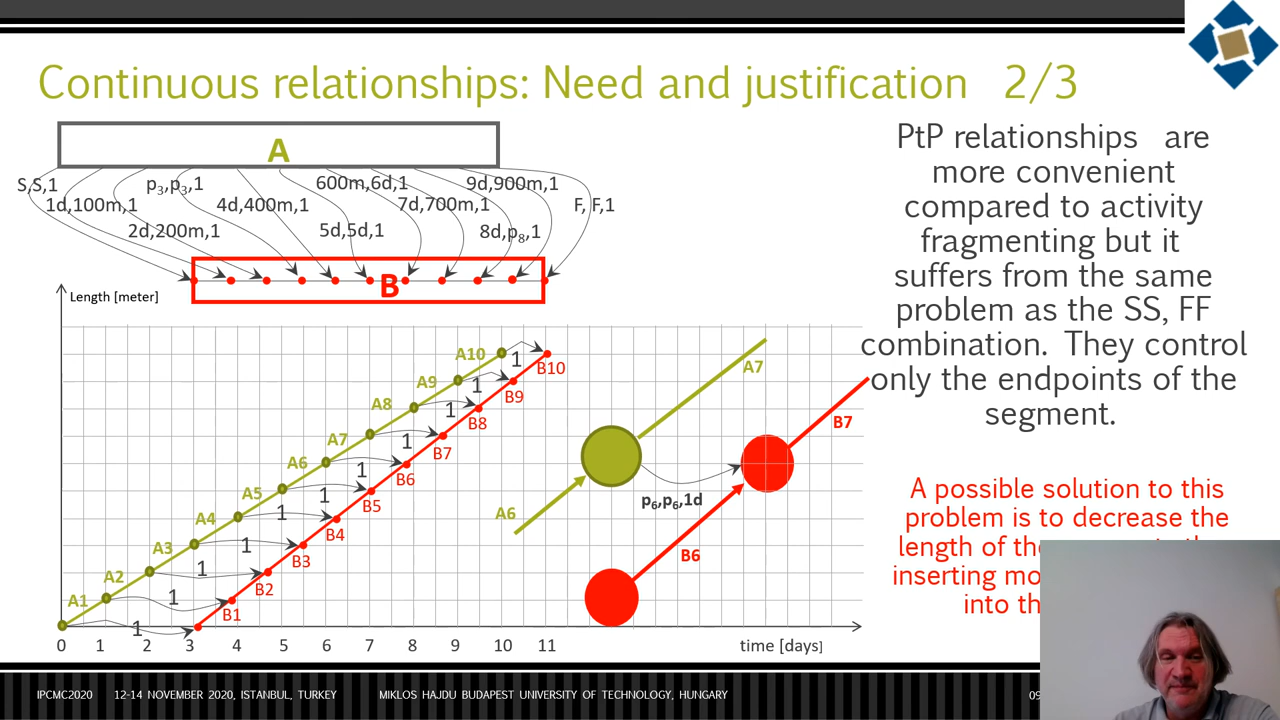 Continuous relationships: Need and justification 2/3
A
S,S,1
p3,p3,1
600m,6d,1
9d,900m,1
1d,100m,1
4d,400m,1
7d,700m,1
F, F,1
2d,200m,1
5d,5d,1
8d,p8,1
B
Length [meter]
A10
A9
A8
A7
A6
A5
A4
A3
A2
A1
1
1
1
1
1
1
1
1
1
1
1
B10
B9
B8
B7
B6
B5
B4
B3
B2
B1
0 1 2 3 4 5 6 7 8 9 10 11 time [days]
A7
B7
A6
p6,p6,1d
B6
PtP relationships are
more convenient
compared to activity
fragmenting but it
suffers from the same
problem as the SS, FF
combination. They control
only the endpoints of the
segment.
A possible solution to this
problem is to decrease the
length of
inserting
into
IPCMC2020 12-14 NOVEMBER 2020, ISTANBUL, TURKEY MIKLOS HAJDU BUDAPEST UNIVERSITY OF TECHNOLOGY, HUNGARY